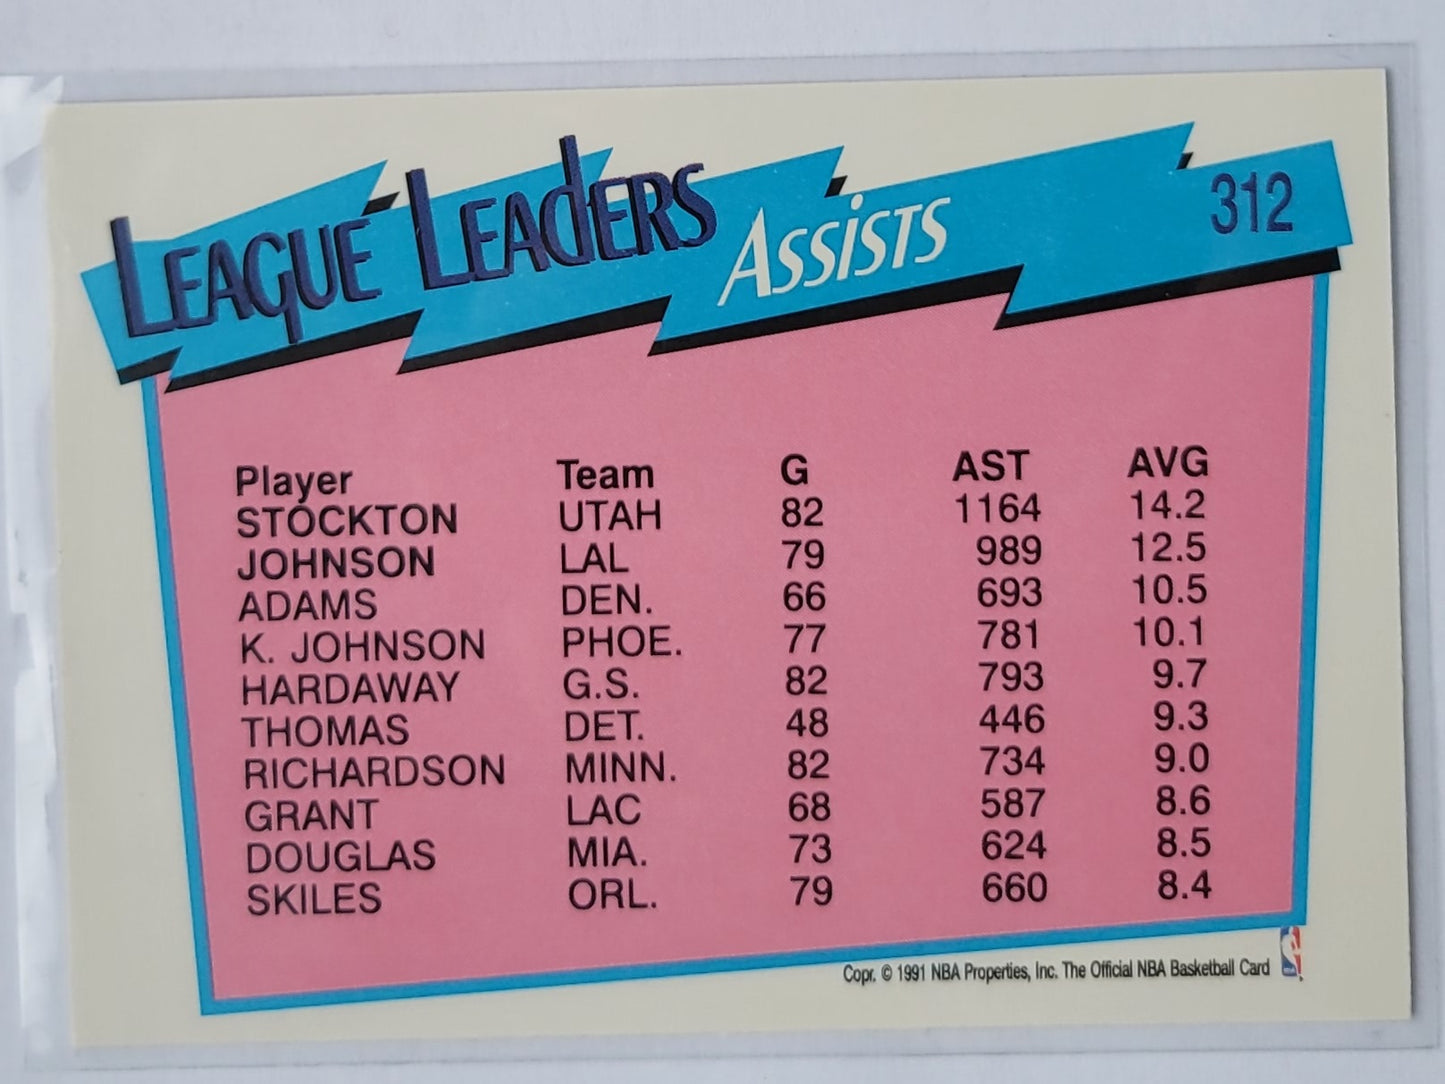 LEAGUE LEADERS ASSISTS 312
Player Team G AST AVG
STOCKTON UTAH 82 1164 14.2
JOHNSON LAL 79 989 12.5
ADAMS DEN. 66 693 10.5
K. JOHNSON PHOE. 77 781 10.1
HARDAWAY G.S. 82 793 9.7
THOMAS DET. 48 446 9.3
RICHARDSON MINN. 82 734 9.0
GRANT LAC 68 587 8.6
DOUGLAS MIA. 73 624 8.5
SKILES ORL. 79 660 8.4
Copr. © 1991 NBA Properties, Inc. The Official NBA Basketball Card